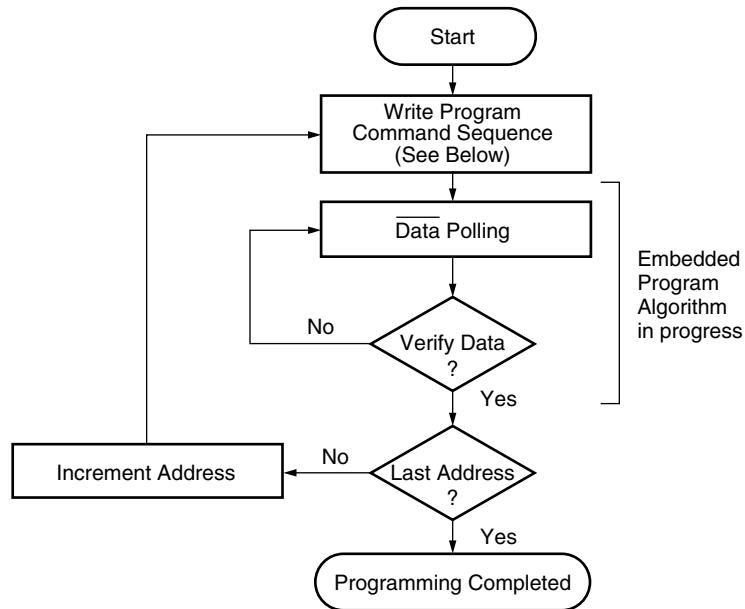 Start
Write Program
Command Sequence
(See Below)
Data Polling
Embedded
Program
Algorithm
in progress
No
Verify Data
?
Yes
Increment Address
No
Last Address
?
Yes
Programming Completed